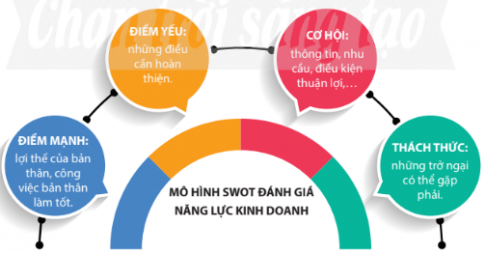 Chân trời sáng tạo
ĐIỂM YẾU:
những điều
cần hoàn
thiện.
CƠ HỘI:
thông tin, nhu
cầu, điều kiện
thuận lợi,…
ĐIỂM MẠNH:
lợi thế của bản
thân, công
việc bản thân
làm tốt.
THÁCH THỨC:
những trở ngại
có thể gặp
phải.
MÔ HÌNH SWOT ĐÁNH GIÁ
NĂNG LỰC KINH DOANH